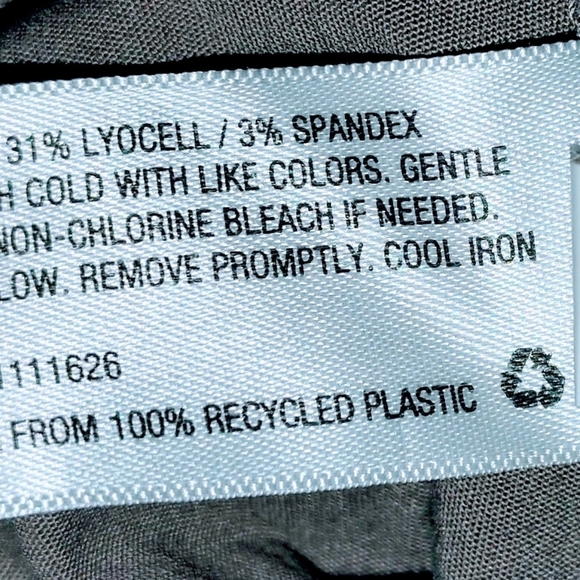 31% LYOCELL / 3% SPANDEX
H COLD WITH LIKE COLORS. GENTLE
NON-CHLORINE BLEACH IF NEEDED.
LOW. REMOVE PROMPTLY. COOL IRON
1111626
FROM 100% RECYCLED PLASTIC